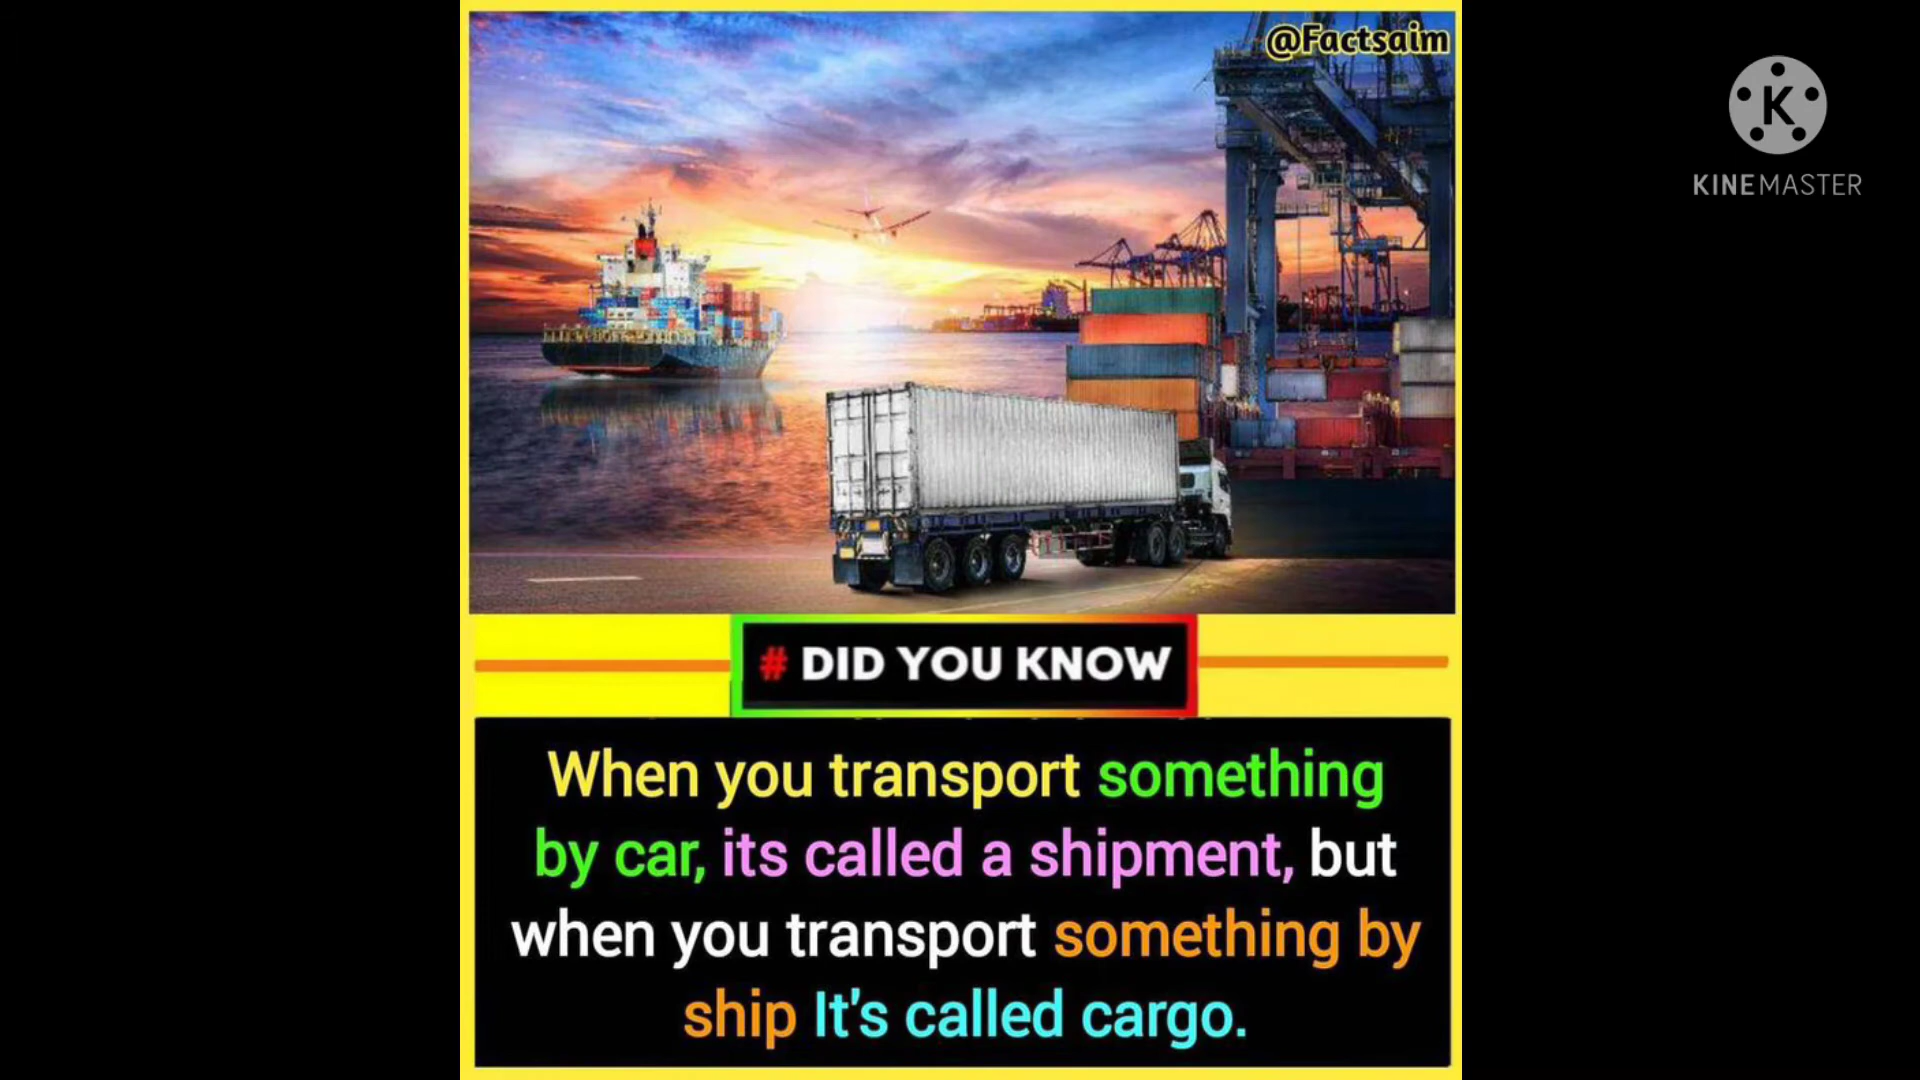 @Factsaim
KINEMASTER
# DID YOU KNOW
When you transport something
by car, its called a shipment, but
when you transport something by
ship It's called cargo.